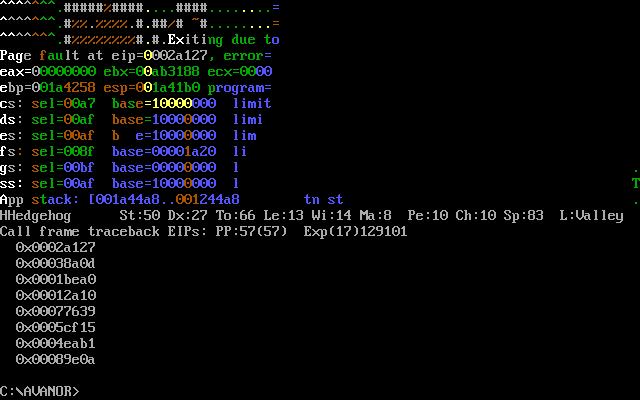 ^^^^^^^^.#####%####....####........=
^^^^^^^^.#%%.%%%%.#.##/# ~#.......=
^^^^^^^^.#%%%%%%%%#.#.Exiting due to
Page fault at eip=0002a127, error=
eax=00000000 ebx=00ab3188 ecx=0000
ebp=001a4258 esp=001a41b0 program=
cs: sel=00a7  base=10000000  limit
ds: sel=00af  base=10000000  limi
es: sel=00af  b  e=10000000  lim
fs: sel=008f  base=00001a20  li
gs: sel=00bf  base=00000000  l .
ss: sel=00af  base=10000000  l T
App stack: [001a44a8..001244a8        tn st .
HHedgehog      St:50 Dx:27 To:66 Le:13 Wi:14 Ma:8  Pe:10 Ch:10 Sp:83  L:Valley
Call frame traceback EIPs: PP:57(57)  Exp(17)129101
0x0002a127
0x00038a0d
0x0001bea0
0x00012a10
0x00077639
0x0005cf15
0x0004eab1
0x00089e0a
C:\AVANOR>